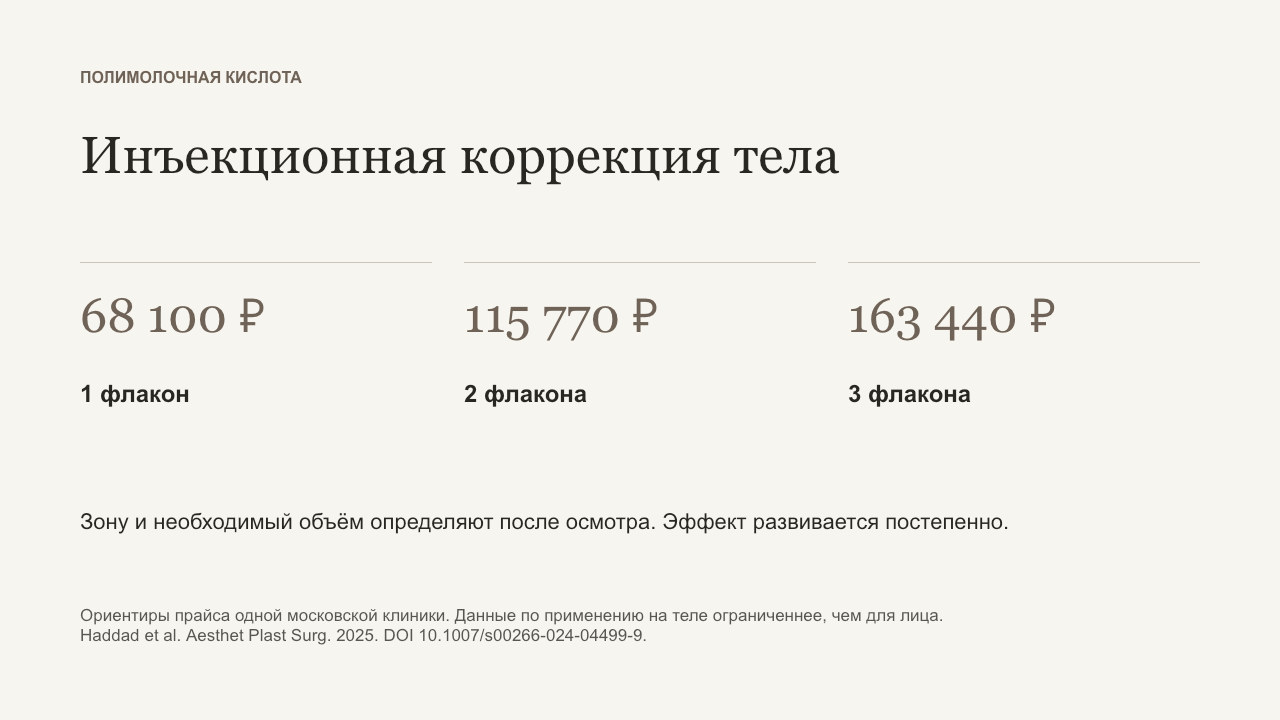 ПОЛИМОЛОЧНАЯ КИСЛОТА
Инъекционная коррекция тела
68 100 ₽
1 флакон
115 770 ₽
2 флакона
163 440 ₽
3 флакона
Зону и необходимый объём определяют после осмотра. Эффект развивается постепенно.
Ориентиры прайса одной московской клиники. Данные по применению на теле ограниченнее, чем для лица.
Haddad et al. Aesthet Plast Surg. 2025. DOI 10.1007/s00266-024-04499-9.